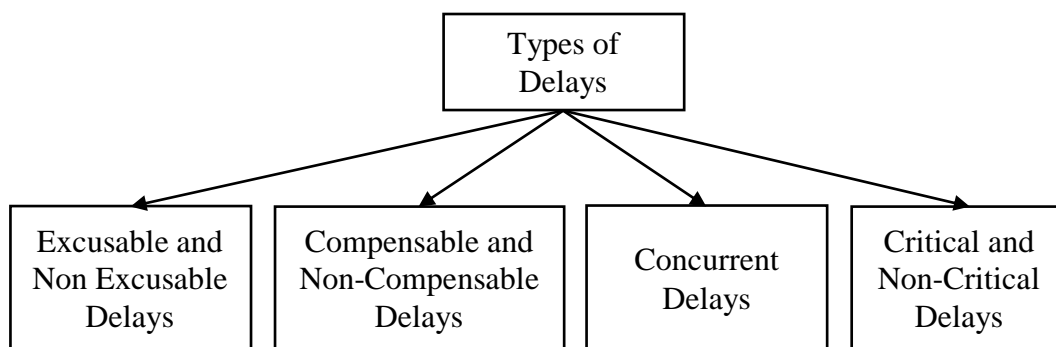 Types of
Delays
Excusable and
Non Excusable
Delays
Compensable and
Non-Compensable
Delays
Concurrent
Delays
Critical and
Non-Critical
Delays